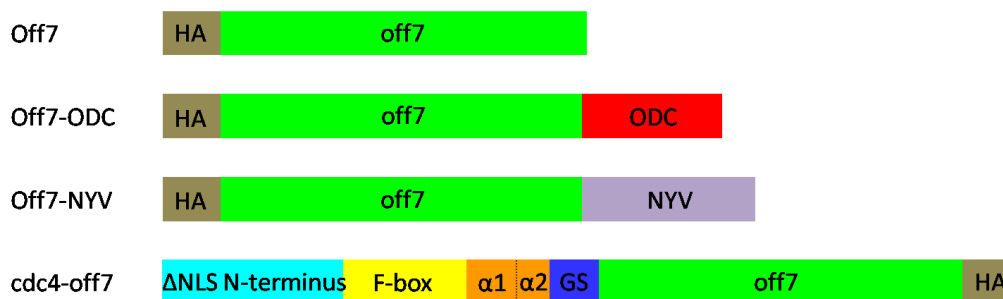 Off7 HA off7
Off7-ODC HA off7 ODC
Off7-NYV HA off7 NYV
cdc4-off7 ΔNLS N-terminus F-box α1 α2 GS off7 HA